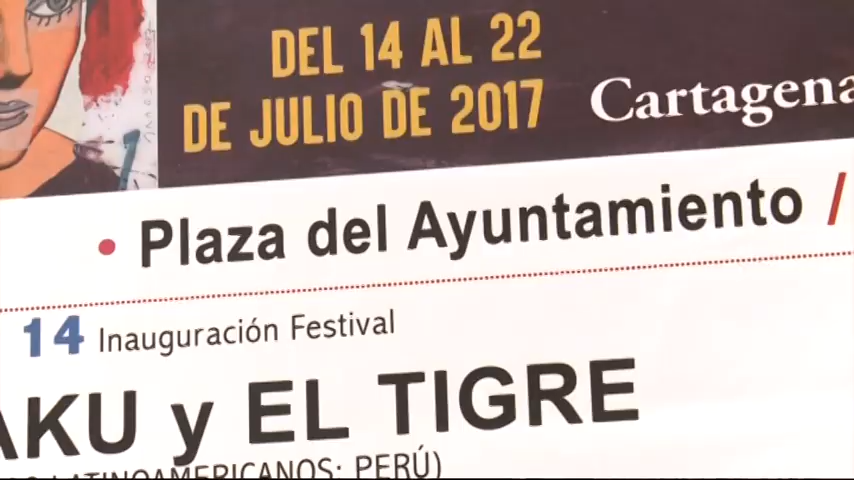 DEL 14 AL 22
DE JULIO DE 2017
Cartagena
• Plaza del Ayuntamiento /
14 Inauguración Festival
AKU y EL TIGRE
LATINOAMERICANOS: PERÚ)